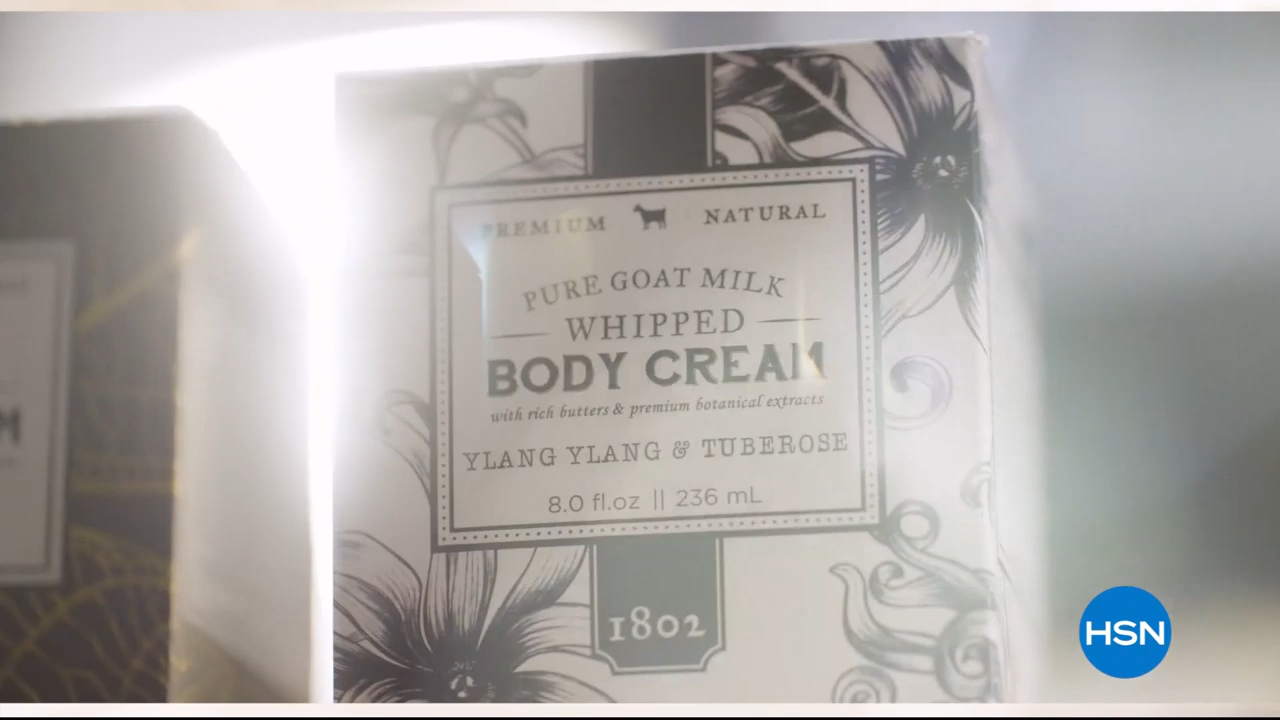 PREMIUM NATURAL
PURE GOAT MILK
WHIPPED
BODY CREAM
with rich butters & premium botanical extracts
YLANG YLANG & TUBEROSE
8.0 fl.oz || 236 mL
1802
HSN